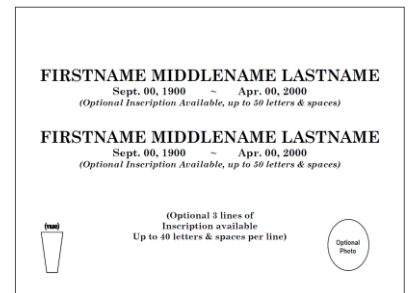 FIRSTNAME MIDDLENAME LASTNAME
Sept. 00, 1900 ~ Apr. 00, 2000
(Optional Inscription Available, up to 50 letters & spaces)
FIRSTNAME MIDDLENAME LASTNAME
Sept. 00, 1900 ~ Apr. 00, 2000
(Optional Inscription Available, up to 50 letters & spaces)
(Optional 3 lines of
Inscription available
Up to 40 letters & spaces per line)
(VASE)
Optional
Photo